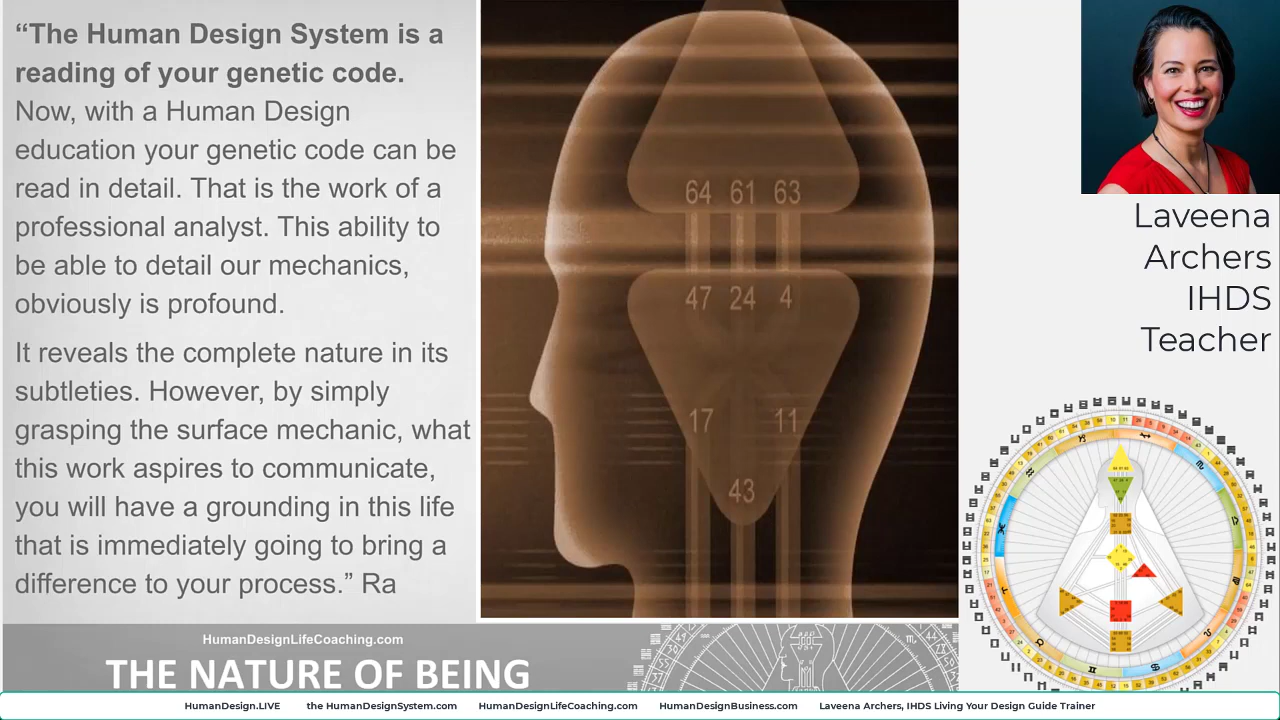 “The Human Design System is a
reading of your genetic code.
Now, with a Human Design
education your genetic code can be
read in detail. That is the work of a
professional analyst. This ability to
be able to detail our mechanics,
obviously is profound.
It reveals the complete nature in its
subtleties. However, by simply
grasping the surface mechanic, what
this work aspires to communicate,
you will have a grounding in this life
that is immediately going to bring a
difference to your process.” Ra
64 61 63
47 24 4
17 11
43
Laveena
Archers
IHDS
Teacher
HumanDesignLifeCoaching.com
THE NATURE OF BEING
HumanDesign.LIVE the HumanDesignSystem.com HumanDesignLifeCoaching.com HumanDesignBusiness.com Laveena Archers, IHDS Living Your Design Guide Trainer